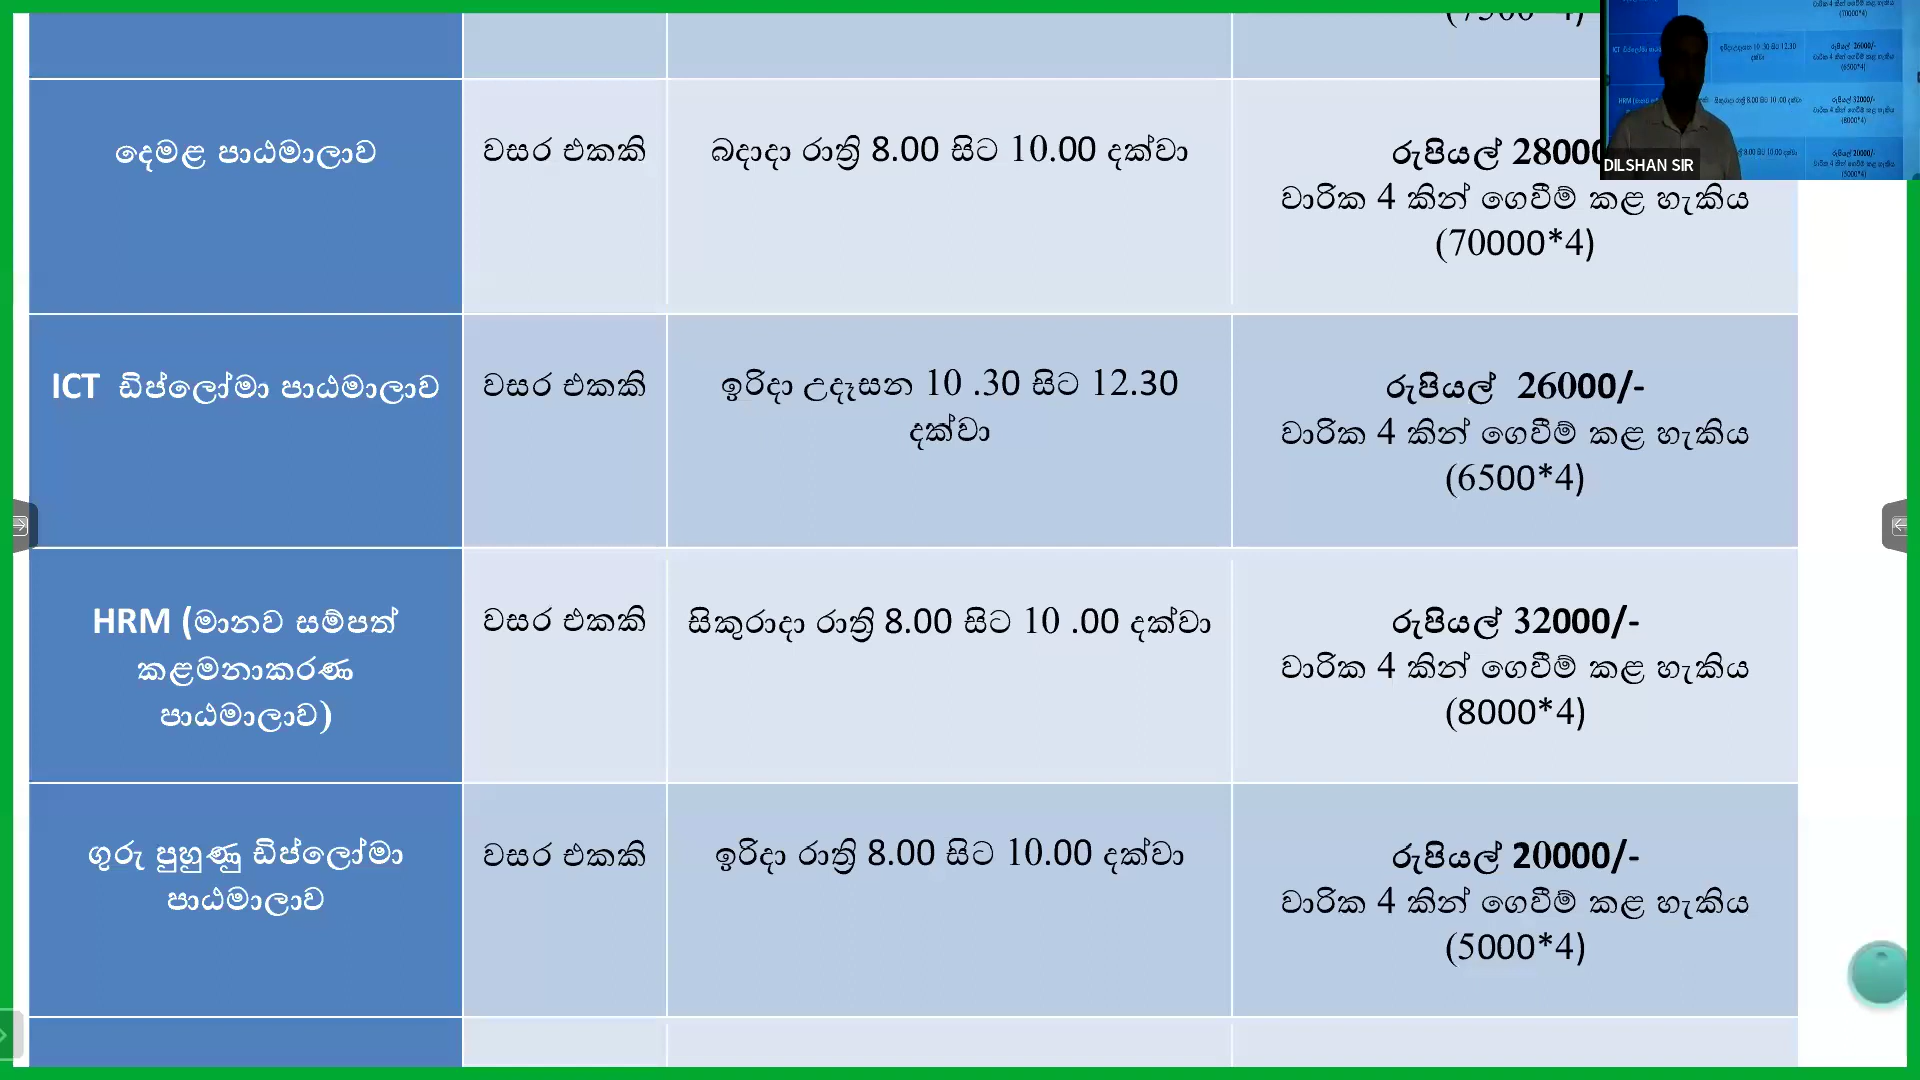 දෙමළ පාඨමාලාව
වසර එකකි
බදාදා රාත්‍රි 8.00 සිට 10.00 දක්වා
රුපියල් 28000
වාරික 4 කින් ගෙවීම් කළ හැකිය
(70000*4)
ICT ඩිප්ලෝමා පාඨමාලාව
වසර එකකි
ඉරිදා උදෑසන 10 .30 සිට 12.30
දක්වා
රුපියල් 26000/-
වාරික 4 කින් ගෙවීම් කළ හැකිය
(6500*4)
HRM (මානව සම්පත්
කළමනාකරණ
පාඨමාලාව)
වසර එකකි
සිකුරාදා රාත්‍රි 8.00 සිට 10 .00 දක්වා
රුපියල් 32000/-
වාරික 4 කින් ගෙවීම් කළ හැකිය
(8000*4)
ගුරු පුහුණු ඩිප්ලෝමා
පාඨමාලාව
වසර එකකි
ඉරිදා රාත්‍රි 8.00 සිට 10.00 දක්වා
රුපියල් 20000/-
වාරික 4 කින් ගෙවීම් කළ හැකිය
(5000*4)
DILSHAN SIR